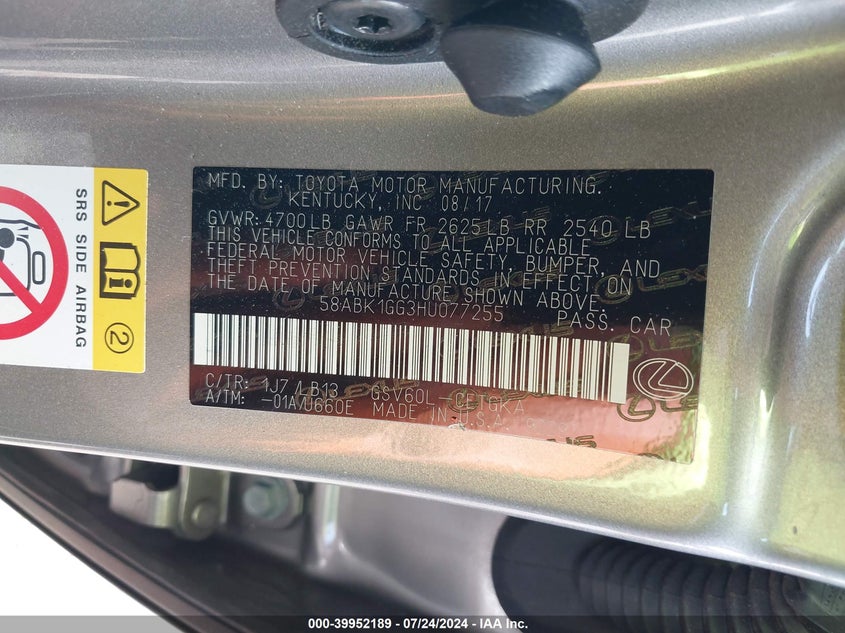 MFD. BY: TOYOTA MOTOR MANUFACTURING,
KENTUCKY, INC 08/17
GVWR: 4700LB GAWR FR 2625LB RR 2540 LB
THIS VEHICLE CONFORMS TO ALL APPLICABLE
FEDERAL MOTOR VEHICLE SAFETY, BUMPER, AND
THEFT PREVENTION STANDARDS IN EFFECT ON
THE DATE OF MANUFACTURE SHOWN ABOVE.
58ABK1GG3HU077255 PASS. CAR
C/TR: 1J7 / LB13 GSV60L-
A/TM: -01A/U660E MADE IN U.S.A.
LEXUS
SRS SIDE AIRBAG
2
000-39952189 / 07/24/2024 / IAA Inc.